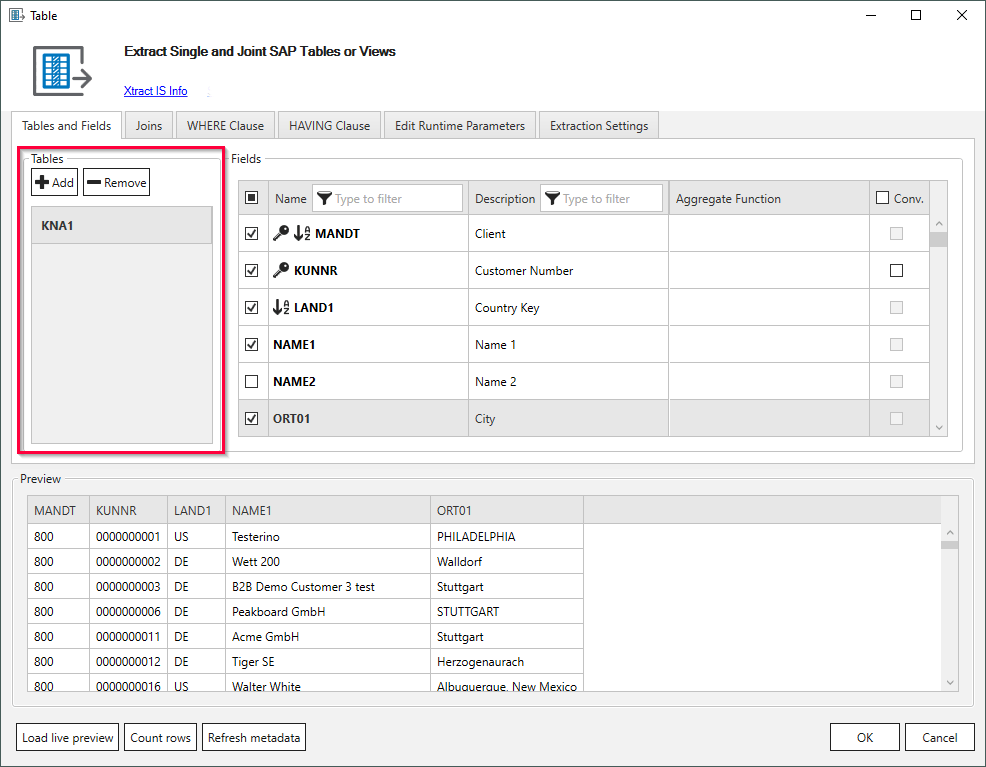 Table
Extract Single and Joint SAP Tables or Views
Xtract IS Info
Tables and Fields Joins WHERE Clause HAVING Clause Edit Runtime Parameters Extraction Settings
Tables
Add Remove
KNA1
Fields
Name Type to filter Description Type to filter Aggregate Function Conv.
MANDT Client
KUNNR Customer Number
LAND1 Country Key
NAME1 Name 1
NAME2 Name 2
ORT01 City
Preview
MANDT KUNNR LAND1 NAME1 ORT01
800 0000000001 US Testerino PHILADELPHIA
800 0000000002 DE Wett 200 Walldorf
800 0000000003 DE B2B Demo Customer 3 test Stuttgart
800 0000000006 DE Peakboard GmbH STUTTGART
800 0000000011 DE Acme GmbH Stuttgart
800 0000000012 DE Tiger SE Herzogenaurach
800 0000000016 US Walter White Albuquerque, New Mexico
Load live preview Count rows Refresh metadata OK Cancel